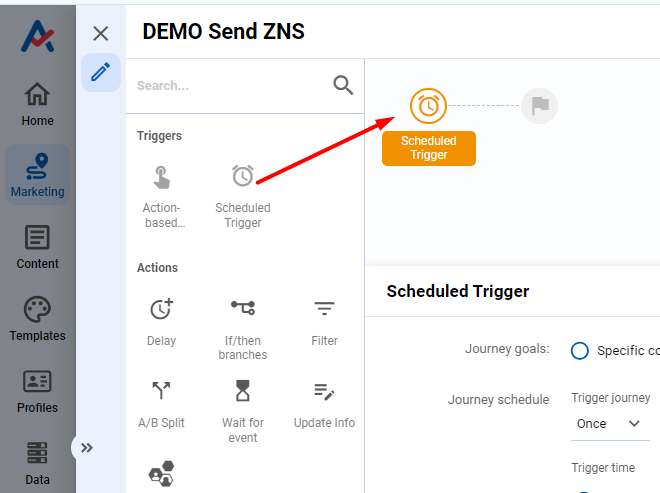 DEMO Send ZNS
Search...
Home
Marketing
Content
Templates
Profiles
Data
Triggers
Action-
based...
Scheduled
Trigger
Actions
Delay
If/then
branches
Filter
A/B Split
Wait for
event
Update Info
Scheduled
Trigger
Scheduled Trigger
Journey goals:
Specific co
Journey schedule
Trigger journey
Once
Trigger time